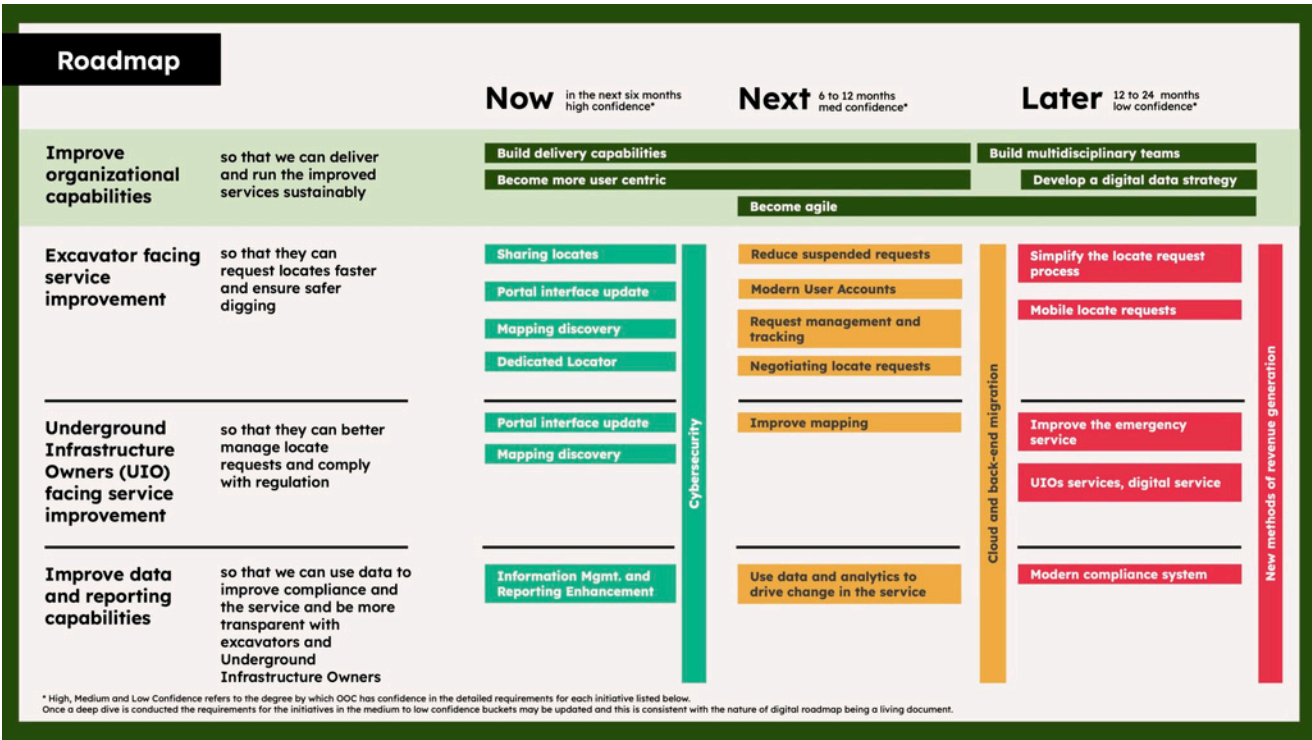 Roadmap
Now
in the next six months
high confidence*
Next
6 to 12 months
med confidence*
Later
12 to 24 months
low confidence*
Improve
organizational
capabilities
so that we can deliver
and run the improved
services sustainably
Build delivery capabilities
Build multidisciplinary teams
Become more user centric
Develop a digital data strategy
Become agile
Excavator facing
service
improvement
so that they can
request locates faster
and ensure safer
digging
Sharing locates
Portal interface update
Mapping discovery
Dedicated Locator
Reduce suspended requests
Modern User Accounts
Request management and
tracking
Negotiating locate requests
Simplify the locate request
process
Mobile locate requests
Underground
Infrastructure
Owners (UIO)
facing service
improvement
so that they can better
manage locate
requests and comply
with regulation
Portal interface update
Mapping discovery
Improve mapping
Improve the emergency
service
UIOs services, digital service
Improve data
and reporting
capabilities
so that we can use data to
improve compliance and
the service and be more
transparent with
excavators and
Underground
Infrastructure Owners
Information Mgmt. and
Reporting Enhancement
Use data and analytics to
drive change in the service
Modern compliance system
Cybersecurity
Cloud and back-end migration
New methods of revenue generation
* High, Medium and Low Confidence refers to the degree by which OOC has confidence in the detailed requirements for each initiative listed below.
Once a deep dive is conducted the requirements for the initiatives in the medium to low confidence buckets may be updated and this is consistent with the nature of digital roadmap being a living document.